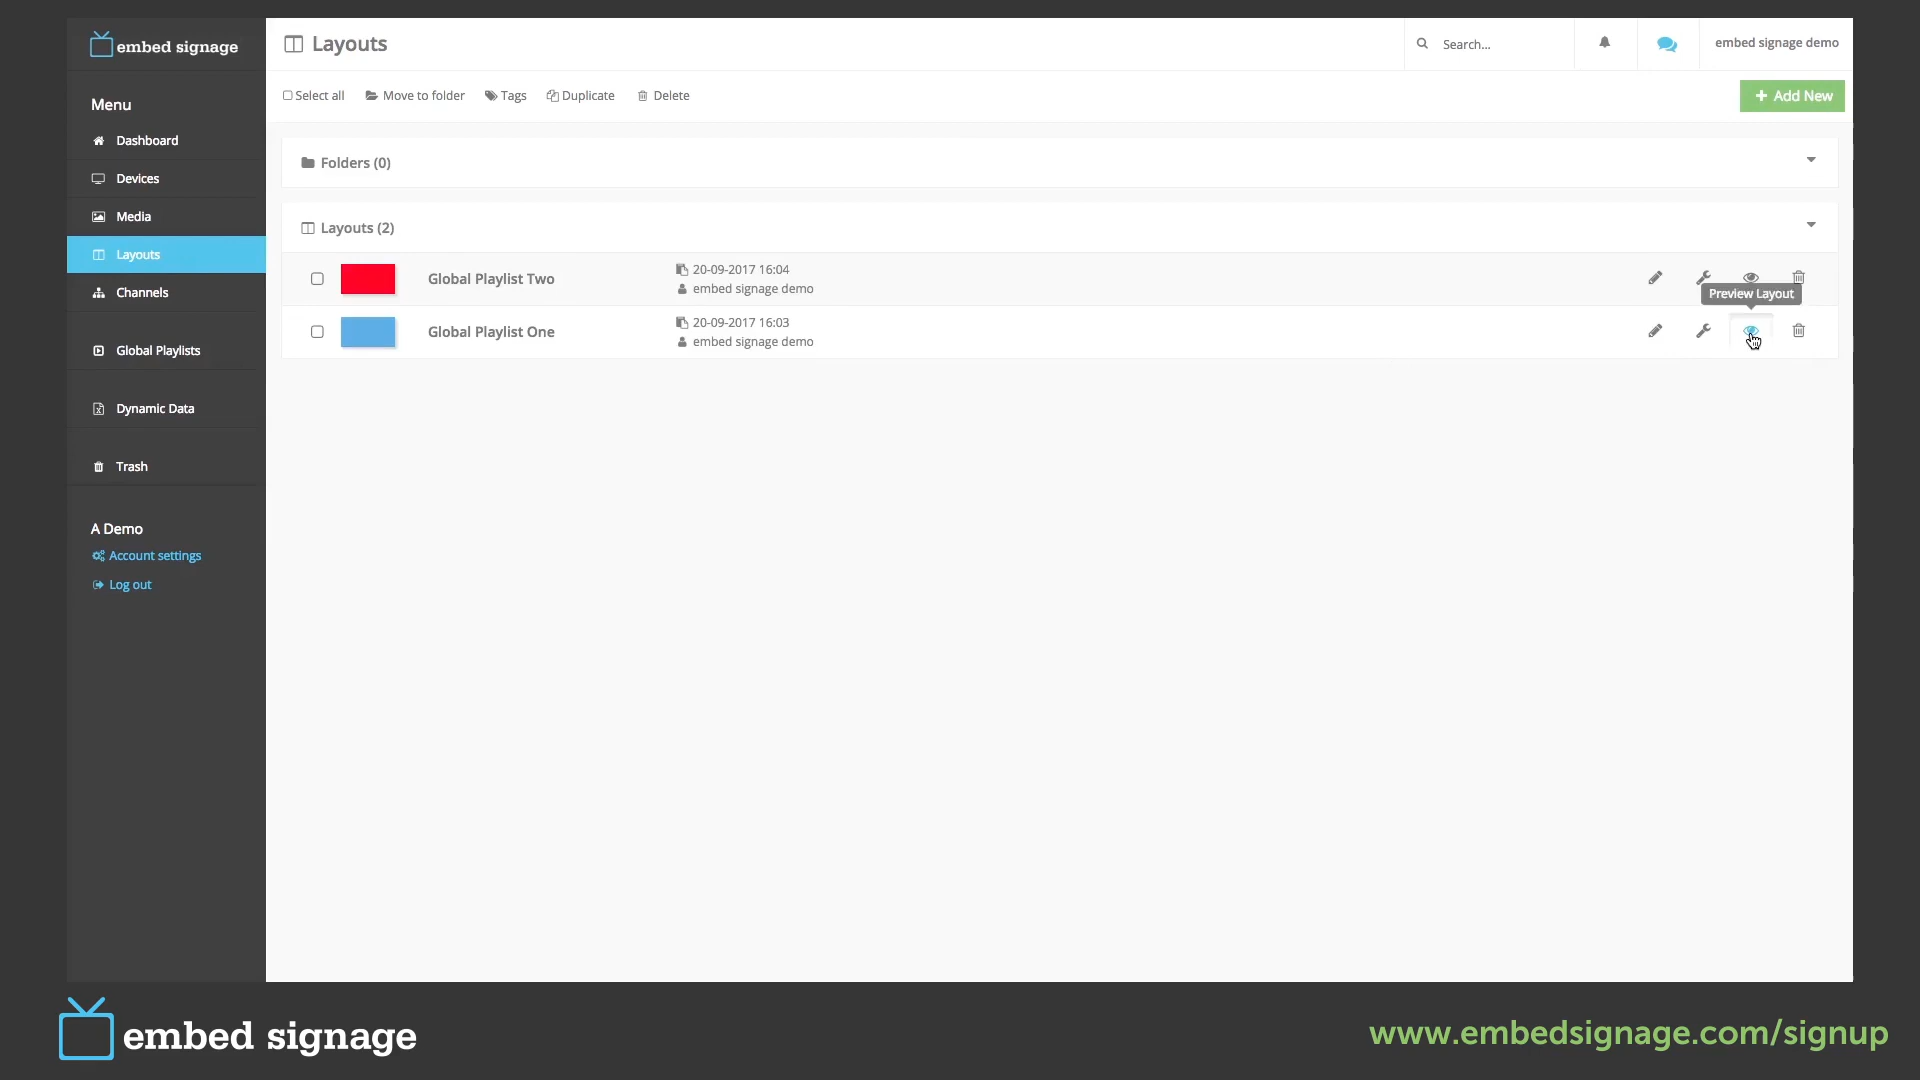 embed signage
Layouts
Search...
embed signage demo
Select all
Move to folder
Tags
Duplicate
Delete
Add New
Menu
Dashboard
Devices
Media
Layouts
Channels
Global Playlists
Dynamic Data
Trash
A Demo
Account settings
Log out
Folders (0)
Layouts (2)
Global Playlist Two
20-09-2017 16:04
embed signage demo
Preview Layout
Global Playlist One
20-09-2017 16:03
embed signage demo
embed signage
www.embedsignage.com/signup